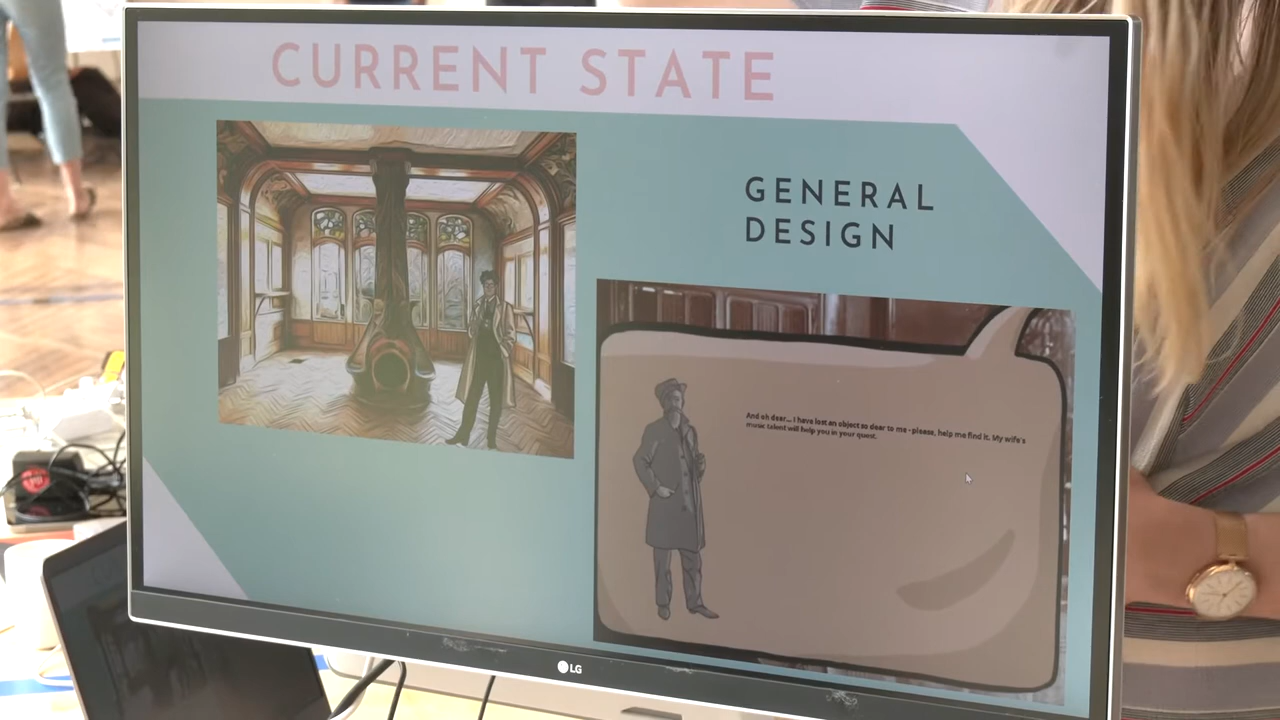 CURRENT STATE
GENERAL
DESIGN
And oh dear... I have lost an object so dear to me - please, help me find it. My wife's
music talent will help you in your quest.
LG